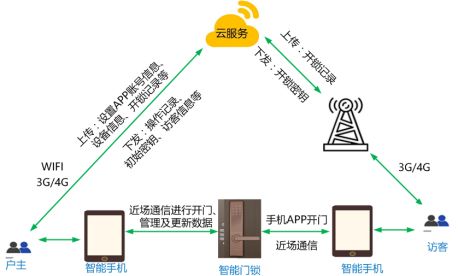 云服务
上传：设置APP账号信息、
设备信息、开锁记录等
下发：操作记录、
初始密钥、访客信息等
上传：开锁记录
下发：开锁密钥
WIFI
3G/4G
3G/4G
近场通信进行开门、
管理及更新数据
手机APP开门
近场通信
户主
智能手机
智能门锁
智能手机
访客